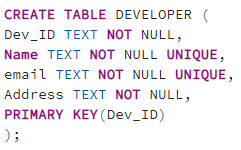 CREATE TABLE DEVELOPER (
Dev_ID TEXT NOT NULL,
Name TEXT NOT NULL UNIQUE,
email TEXT NOT NULL UNIQUE,
Address TEXT NOT NULL,
PRIMARY KEY(Dev_ID)
);